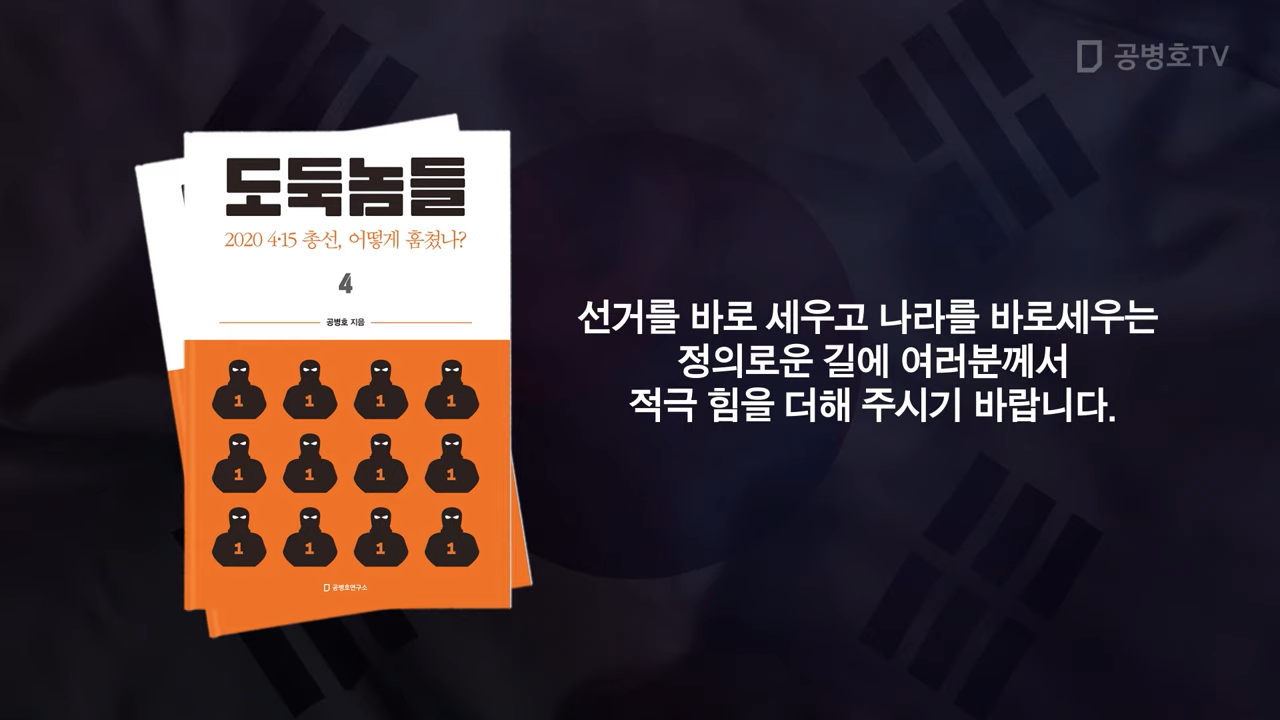 공병호TV
도둑놈들
2020 4·15 총선, 어떻게 훔쳤나?
4
공병호 지음
1 1 1 1
1 1 1 1
1 1 1 1
공병호연구소
선거를 바로 세우고 나라를 바로세우는
정의로운 길에 여러분께서
적극 힘을 더해 주시기 바랍니다.